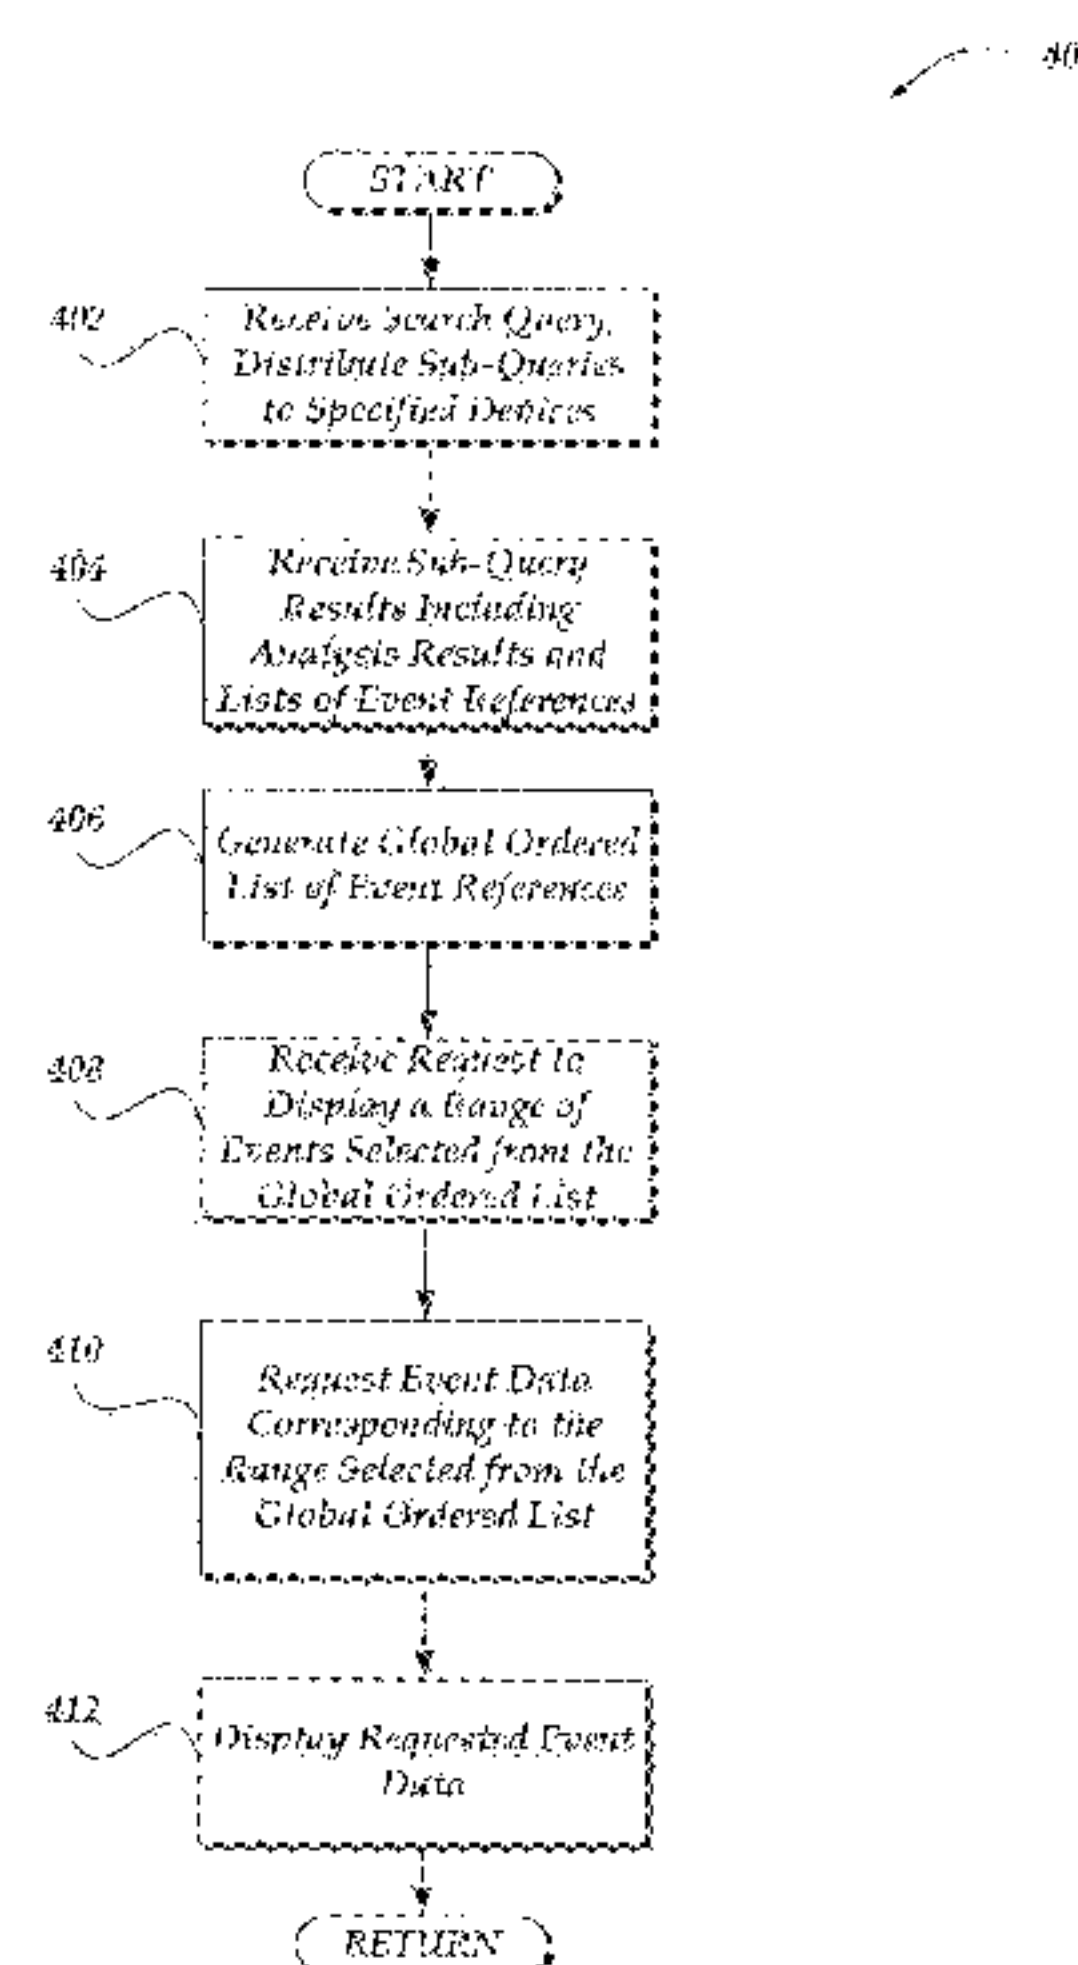 40
START
402
Receive Search Query,
Distribute Sub-Queries
to Specified Devices
404
Receive Sub-Query
Results Including
Analysis Results and
Lists of Event References
406
Generate Global Ordered
List of Event References
408
Receive Request to
Display a Range of
Events Selected from the
Global Ordered List
410
Request Event Data
Corresponding to the
Range Selected from the
Global Ordered List
412
Display Requested Event
Data
RETURN